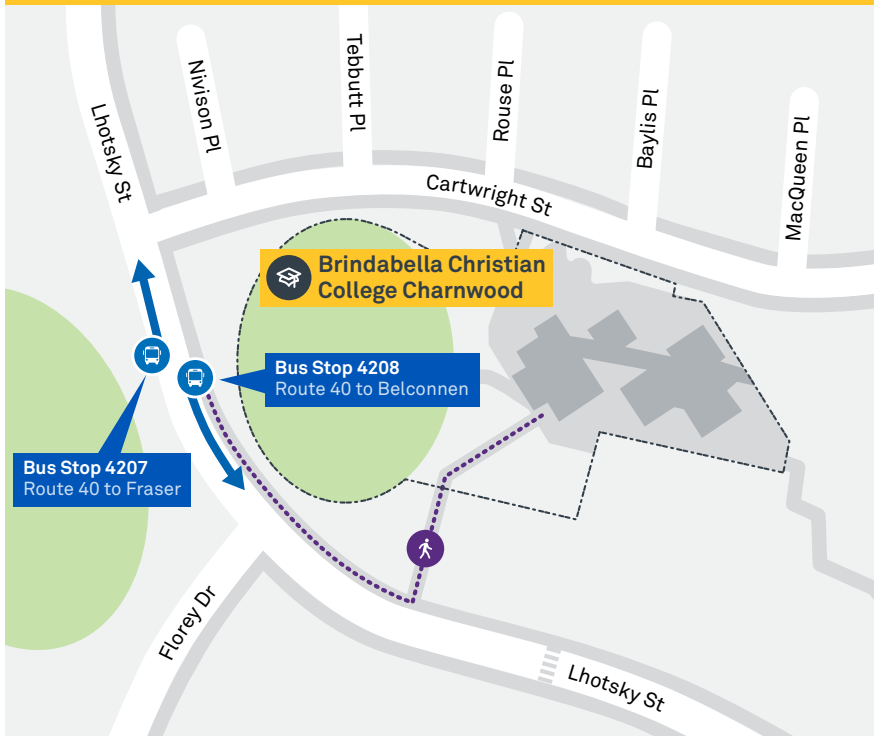 Lhotsky St
Nivison Pl
Tebbutt Pl
Rouse Pl
Baylis Pl
MacQueen Pl
Cartwright St
Brindabella Christian
College Charnwood
Bus Stop 4208
Route 40 to Belconnen
Bus Stop 4207
Route 40 to Fraser
Florey Dr
Lhotsky St